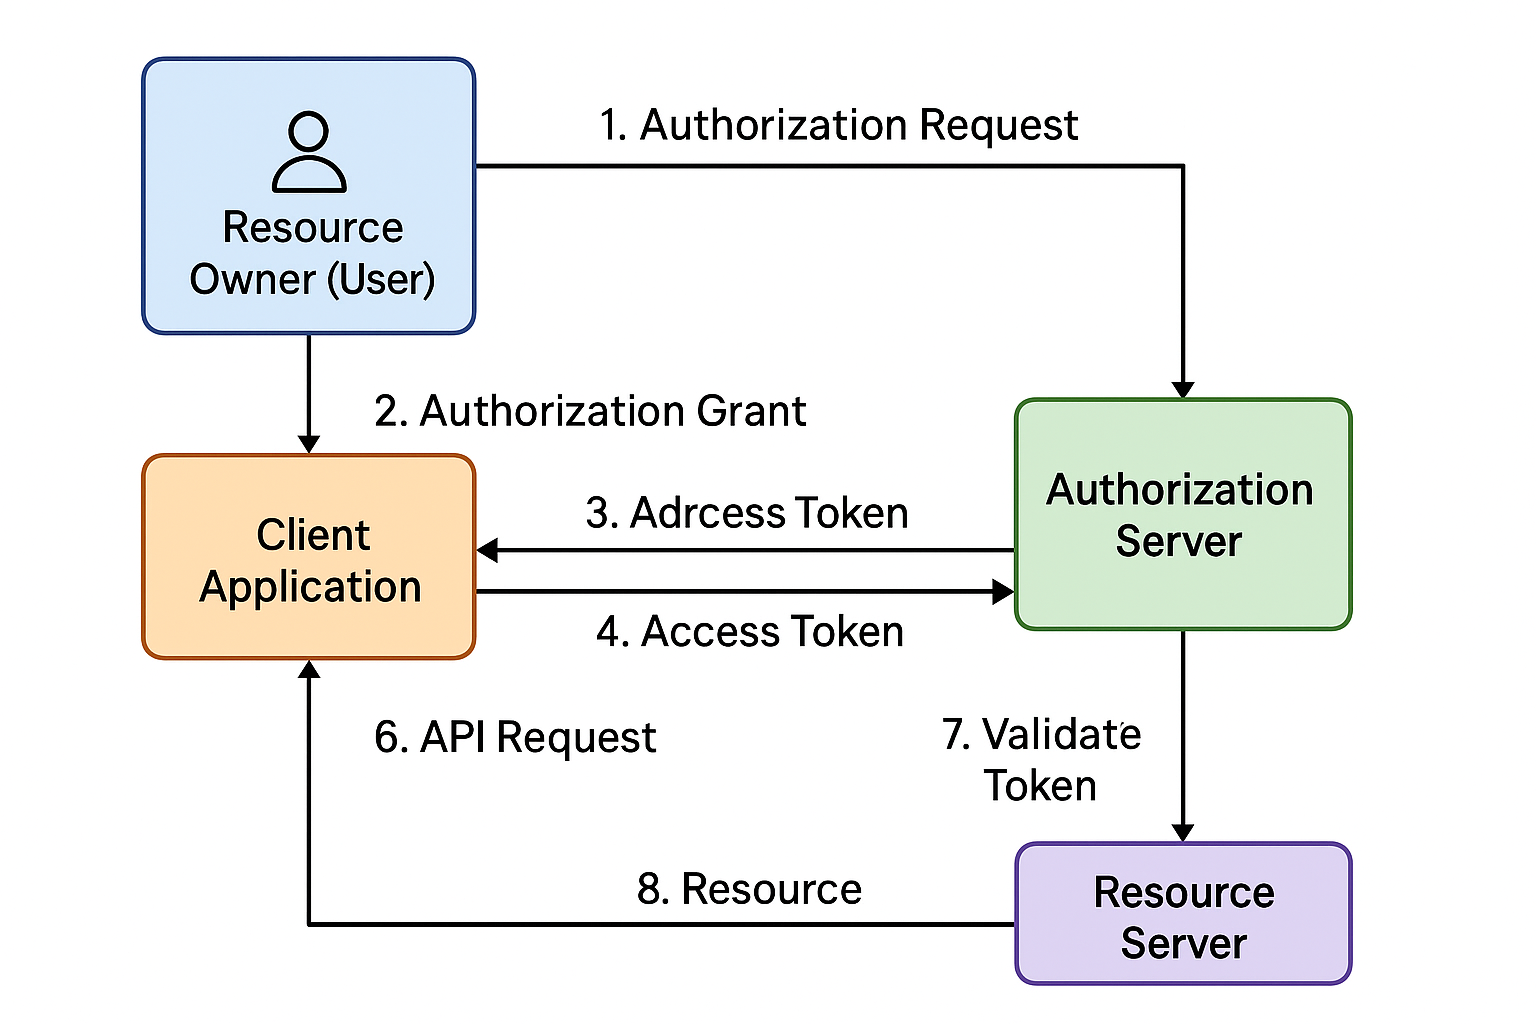 1. Authorization Request
Resource
Owner (User)
2. Authorization Grant
3. Adrcess Token
Authorization
Server
Client
Application
4. Access Token
6. API Request
7. Validate
Token
8. Resource
Resource
Server